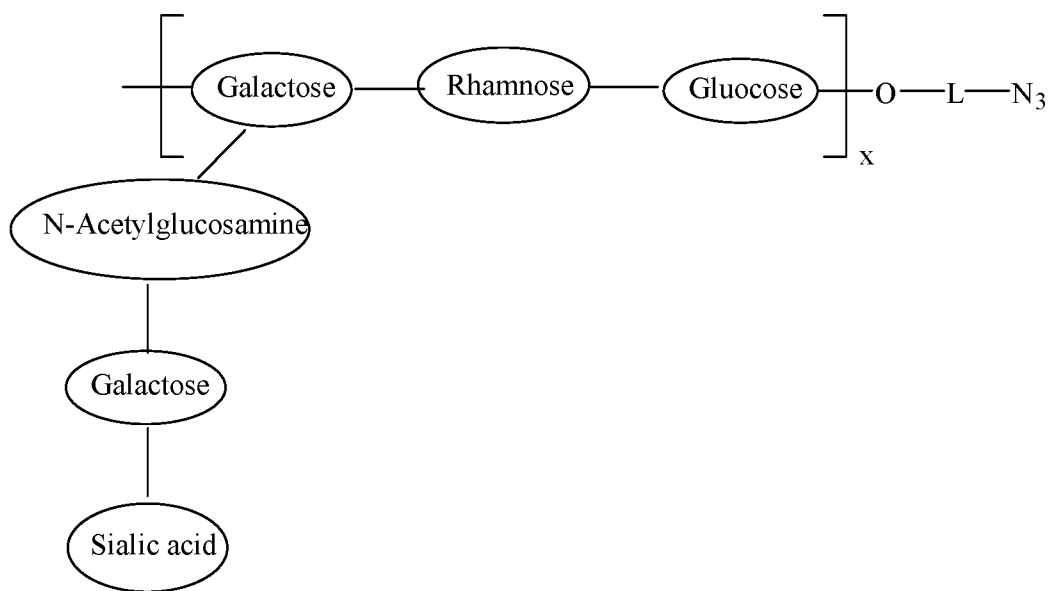 Galactose Rhamnose Gluocose O L N3
x
N-Acetylglucosamine
Galactose
Sialic acid